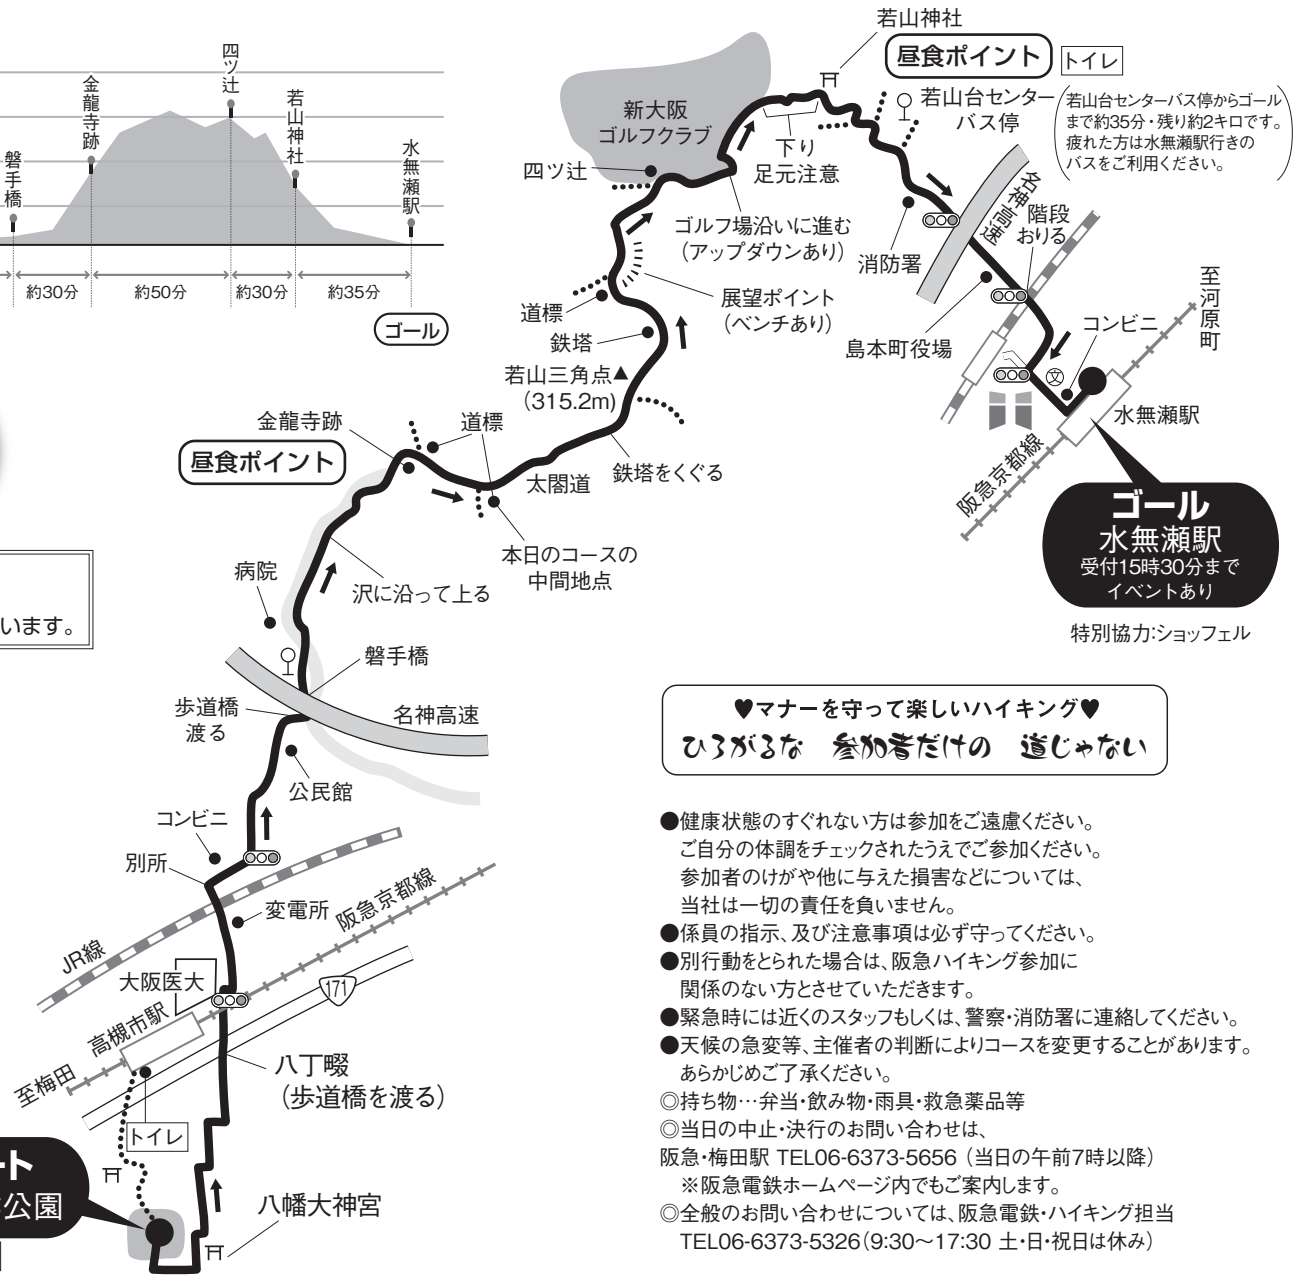 磐手橋
金龍寺跡
四ツ辻
若山神社
水無瀬駅
約30分
約50分
約30分
約35分
ゴール
若山神社
昼食ポイント
トイレ
新大阪
ゴルフクラブ
若山台センター
バス停
若山台センターバス停からゴール
まで約35分・残り約2キロです。
疲れた方は水無瀬駅行きの
バスをご利用ください。
下り
足元注意
四ツ辻
ゴルフ場沿いに進む
(アップダウンあり)
消防署
名神高速
階段
おりる
至河原町
道標
展望ポイント
(ベンチあり)
鉄塔
島本町役場
コンビニ
文
若山三角点▲
(315.2m)
水無瀬駅
金龍寺跡
道標
昼食ポイント
太閤道
鉄塔をくぐる
阪急京都線
ゴール
水無瀬駅
受付15時30分まで
イベントあり
特別協力:ショッフェル
本日のコースの
中間地点
病院
沢に沿って上る
います。
磐手橋
歩道橋
渡る
名神高速
公民館
コンビニ
別所
変電所
阪急京都線
JR線
大阪医大
171
高槻市駅
至梅田
八丁畷
(歩道橋を渡る)
トイレ
ート
公園
八幡大神宮
♥マナーを守って楽しいハイキング♥
ひろがるな 参加者だけの 道じゃない
●健康状態のすぐれない方は参加をご遠慮ください。
ご自分の体調をチェックされたうえでご参加ください。
参加者のけがや他に与えた損害などについては、
当社は一切の責任を負いません。
●係員の指示、及び注意事項は必ず守ってください。
●別行動をとられた場合は、阪急ハイキング参加に
関係のない方とさせていただきます。
●緊急時には近くのスタッフもしくは、警察・消防署に連絡してください。
●天候の急変等、主催者の判断によりコースを変更することがあります。
あらかじめご了承ください。
◎持ち物…弁当・飲み物・雨具・救急薬品等
◎当日の中止・決行のお問い合わせは、
阪急・梅田駅 TEL06-6373-5656 (当日の午前7時以降)
※阪急電鉄ホームページ内でもご案内します。
◎全般のお問い合わせについては、阪急電鉄・ハイキング担当
TEL06-6373-5326(9:30〜17:30 土・日・祝日は休み)